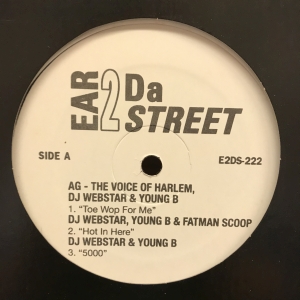 EAR 2 Da
STREET
SIDE A
E2DS-222
AG - THE VOICE OF HARLEM,
DJ WEBSTAR & YOUNG B
1. "Toe Wop For Me"
DJ WEBSTAR, YOUNG B & FATMAN SCOOP
2. "Hot In Here"
DJ WEBSTAR & YOUNG B
3. "5000"